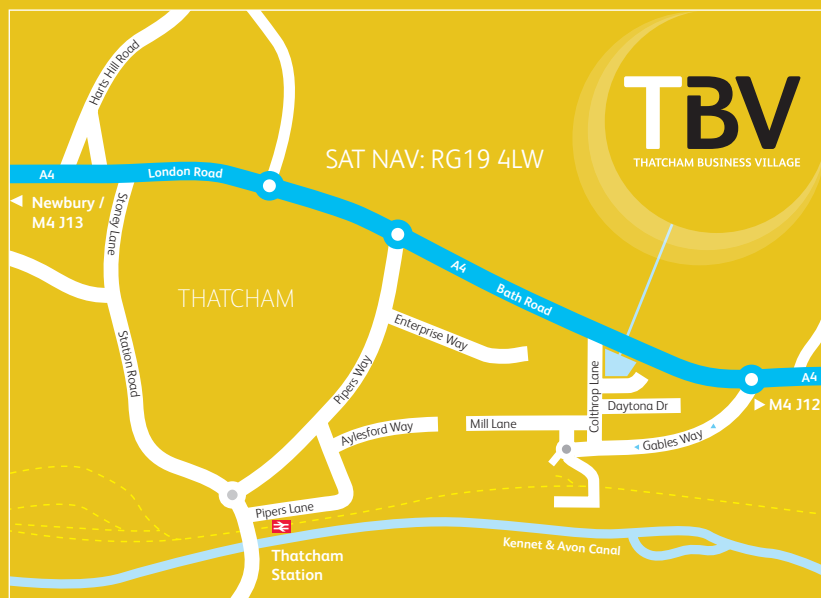 Harts Hill Road
TBV
THATCHAM BUSINESS VILLAGE
SAT NAV: RG19 4LW
A4
London Road
Newbury /
M4 J13
Stoney Lane
THATCHAM
A4
Bath Road
Enterprise Way
Station Road
Pipers Way
Colthrop Lane
A4
M4 J12
Daytona Dr
Aylesford Way
Mill Lane
Gables Way
Pipers Lane
Thatcham
Station
Kennet & Avon Canal